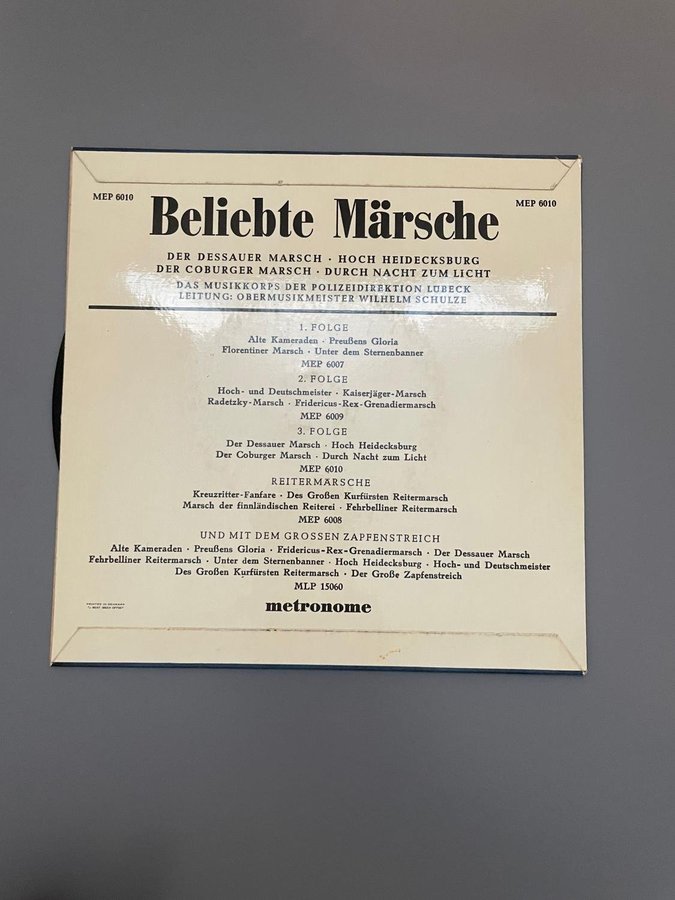 MEP 6010
MEP 6010
Beliebte Märsche
DER DESSAUER MARSCH · HOCH HEIDECKSBURG
DER COBURGER MARSCH · DURCH NACHT ZUM LICHT
DAS MUSIKKORPS DER POLIZEIDIREKTION LÜBECK
LEITUNG: OBERMUSIKMEISTER WILHELM SCHULZE
1. FOLGE
Alte Kameraden · Preußens Gloria
Florentiner Marsch · Unter dem Sternenbanner
MEP 6007
2. FOLGE
Hoch- und Deutschmeister · Kaiserjäger-Marsch
Radetzky-Marsch · Fridericus-Rex-Grenadiermarsch
MEP 6009
3. FOLGE
Der Dessauer Marsch · Hoch Heidecksburg
Der Coburger Marsch · Durch Nacht zum Licht
MEP 6010
REITERMÄRSCHE
Kreuzritter-Fanfare · Des Großen Kurfürsten Reitermarsch
Marsch der finnländischen Reiterei · Fehrbelliner Reitermarsch
MEP 6008
UND MIT DEM GROSSEN ZAPFENSTREICH
Alte Kameraden · Preußens Gloria · Fridericus-Rex-Grenadiermarsch · Der Dessauer Marsch
Fehrbelliner Reitermarsch · Unter dem Sternenbanner · Hoch Heidecksburg · Hoch- und Deutschmeister
Des Großen Kurfürsten Reitermarsch · Der Große Zapfenstreich
MLP 15060
metronome
PRINTED IN DENMARK